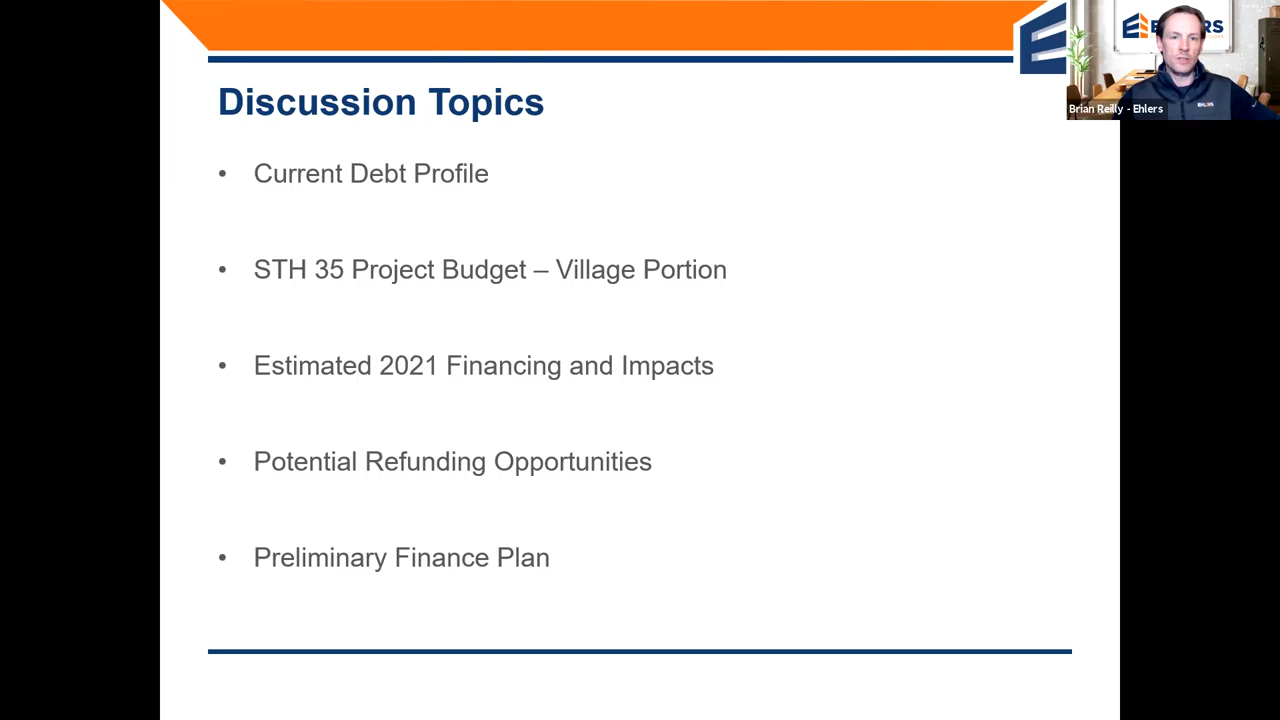 Discussion Topics
• Current Debt Profile
• STH 35 Project Budget – Village Portion
• Estimated 2021 Financing and Impacts
• Potential Refunding Opportunities
• Preliminary Finance Plan
Brian Reilly - Ehlers
EHLERS